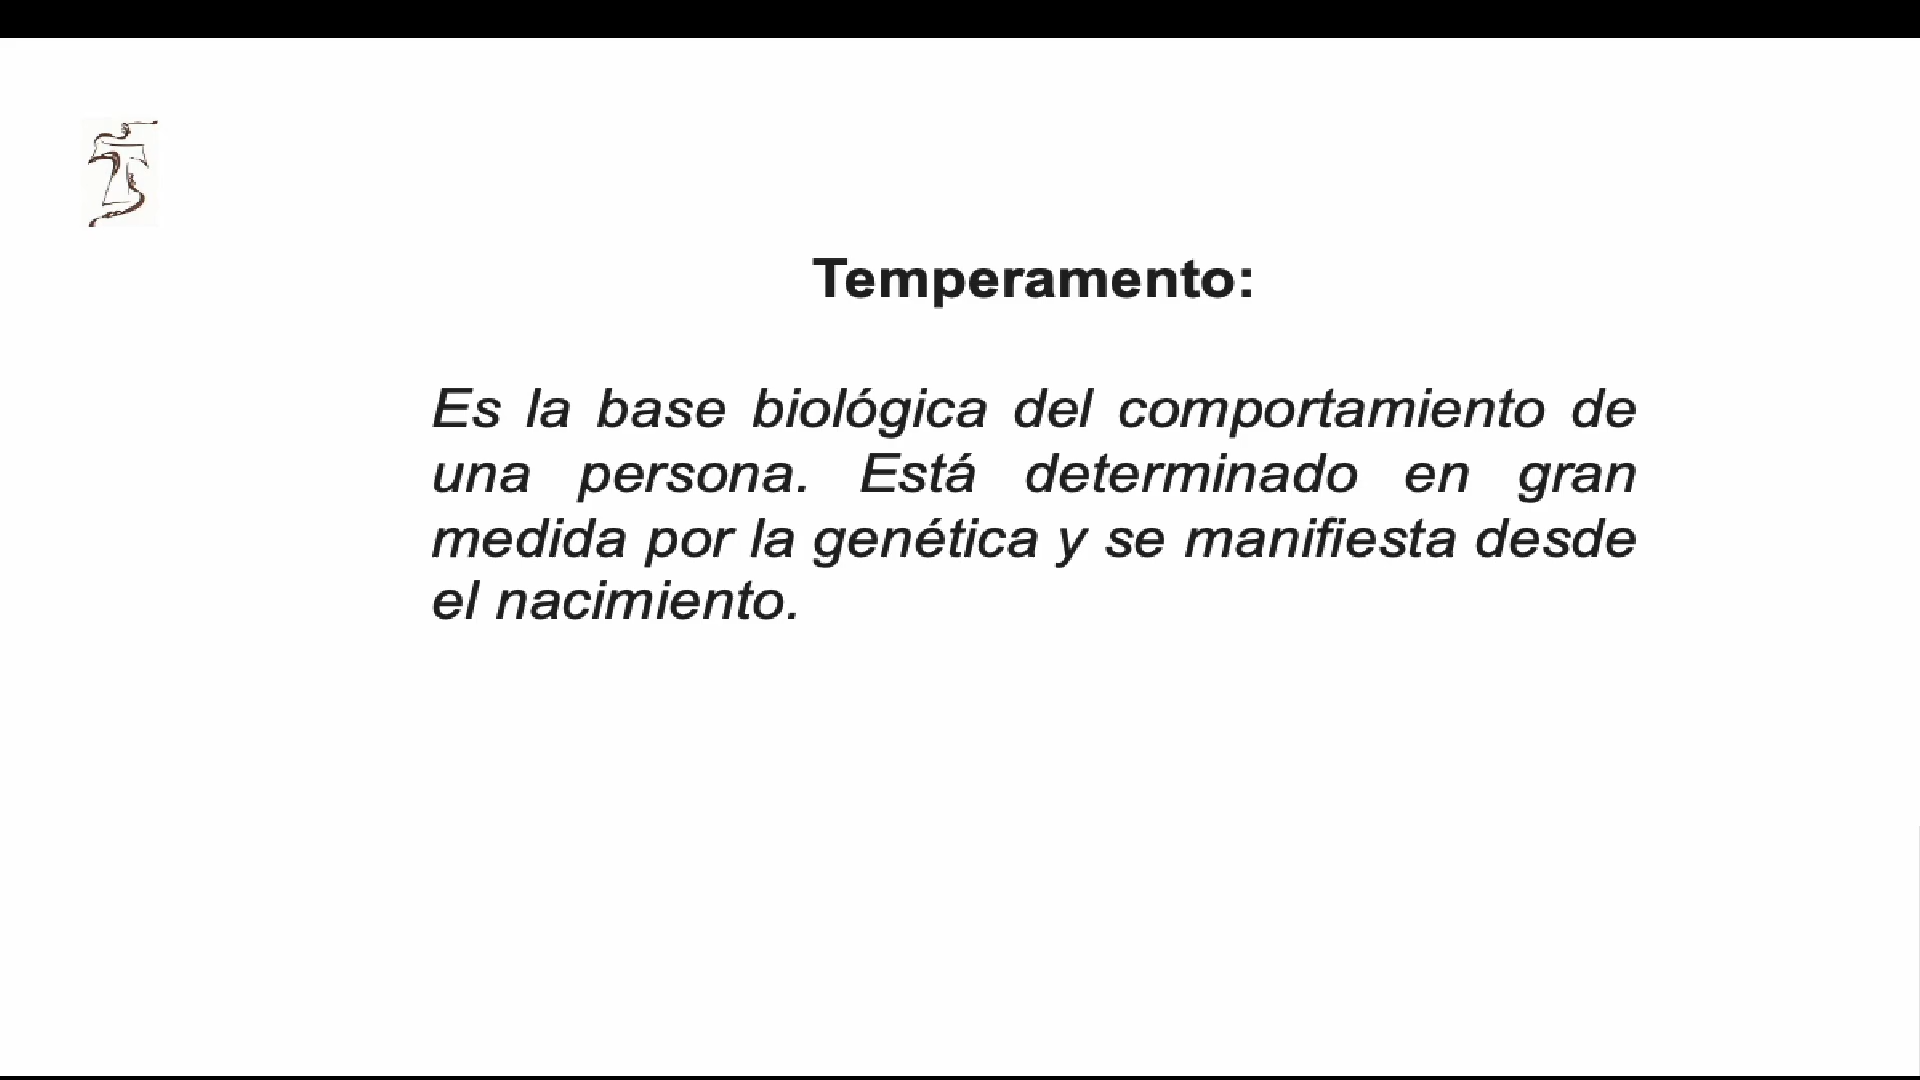 Temperamento:
Es la base biológica del comportamiento de
una persona. Está determinado en gran
medida por la genética y se manifiesta desde
el nacimiento.